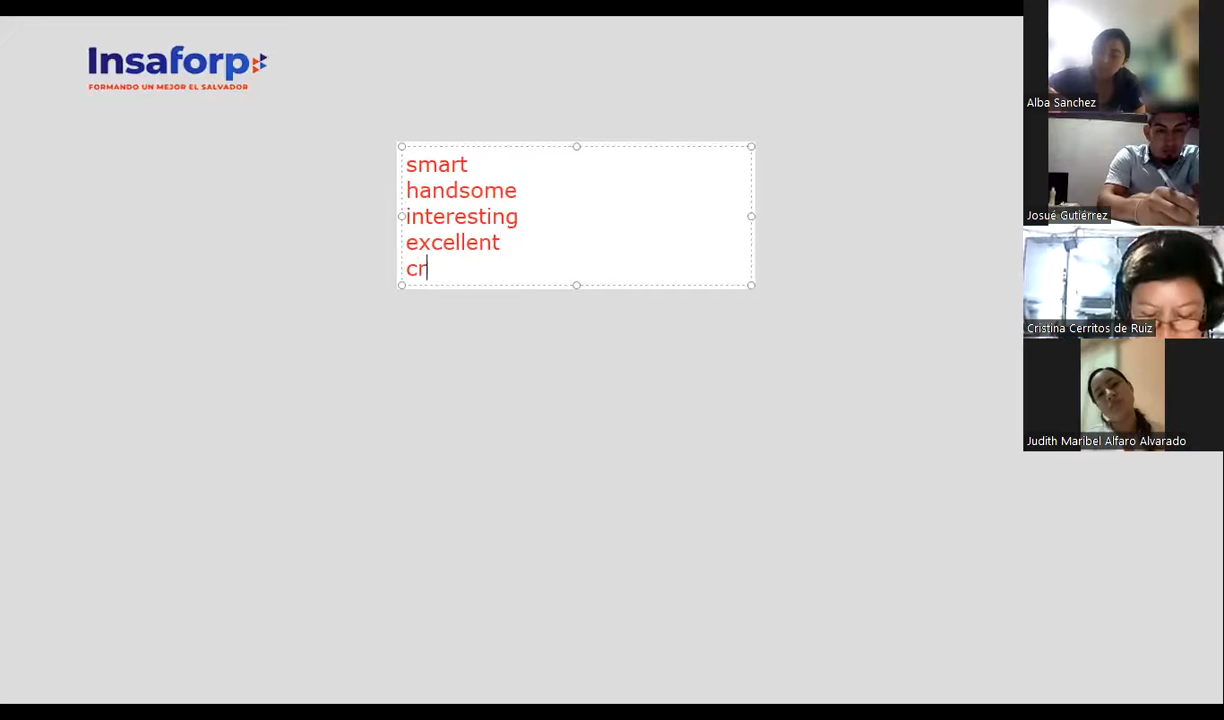 Insaforp
FORMANDO UN MEJOR EL SALVADOR
smart
handsome
interesting
excellent
cr
Alba Sanchez
Josué Gutiérrez
Cristina Cerritos de Ruiz
Judith Maribel Alfaro Alvarado